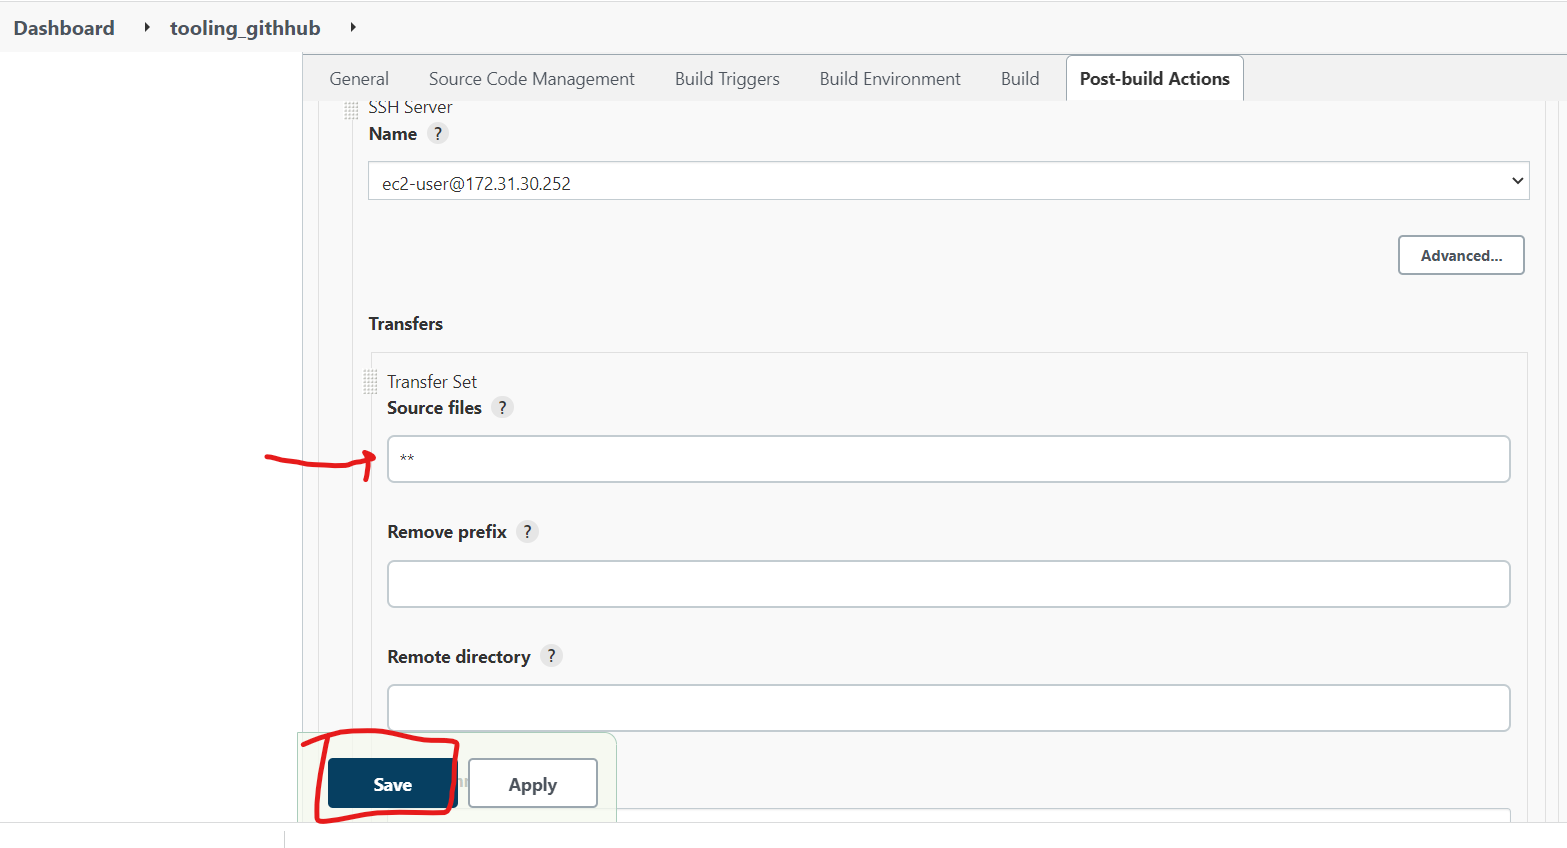 Dashboard tooling_githhub
General Source Code Management Build Triggers Build Environment Build Post-build Actions
SSH Server
Name ?
ec2-user@172.31.30.252
Advanced...
Transfers
Transfer Set
Source files ?
**
Remove prefix ?
Remote directory ?
Save Apply